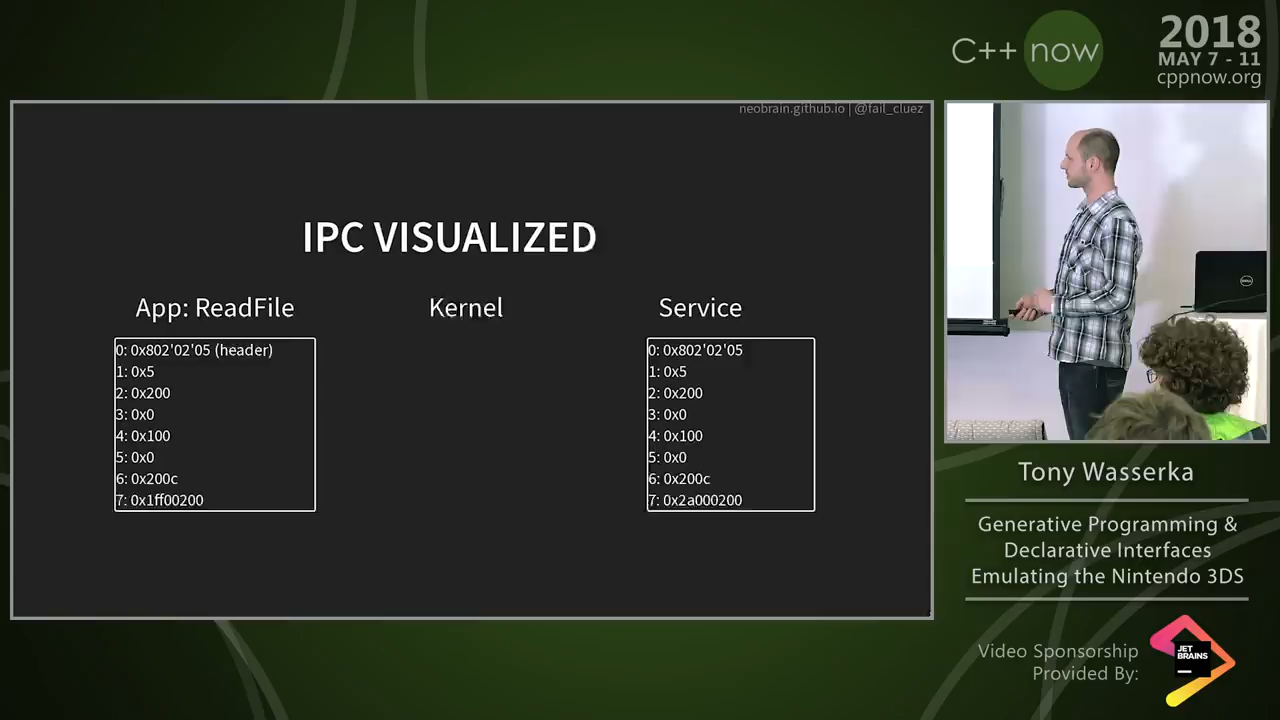 C++ now
2018
MAY 7 - 11
cppnow.org
neobrain.github.io | @fail_cluez
IPC VISUALIZED
App: ReadFile
Kernel
Service
0: 0x802'02'05 (header)
1: 0x5
2: 0x200
3: 0x0
4: 0x100
5: 0x0
6: 0x200c
7: 0x1ff00200
0: 0x802'02'05
1: 0x5
2: 0x200
3: 0x0
4: 0x100
5: 0x0
6: 0x200c
7: 0x2a000200
DELL
Tony Wasserka
Generative Programming &
Declarative Interfaces
Emulating the Nintendo 3DS
Video Sponsorship
Provided By:
JET
BRAINS